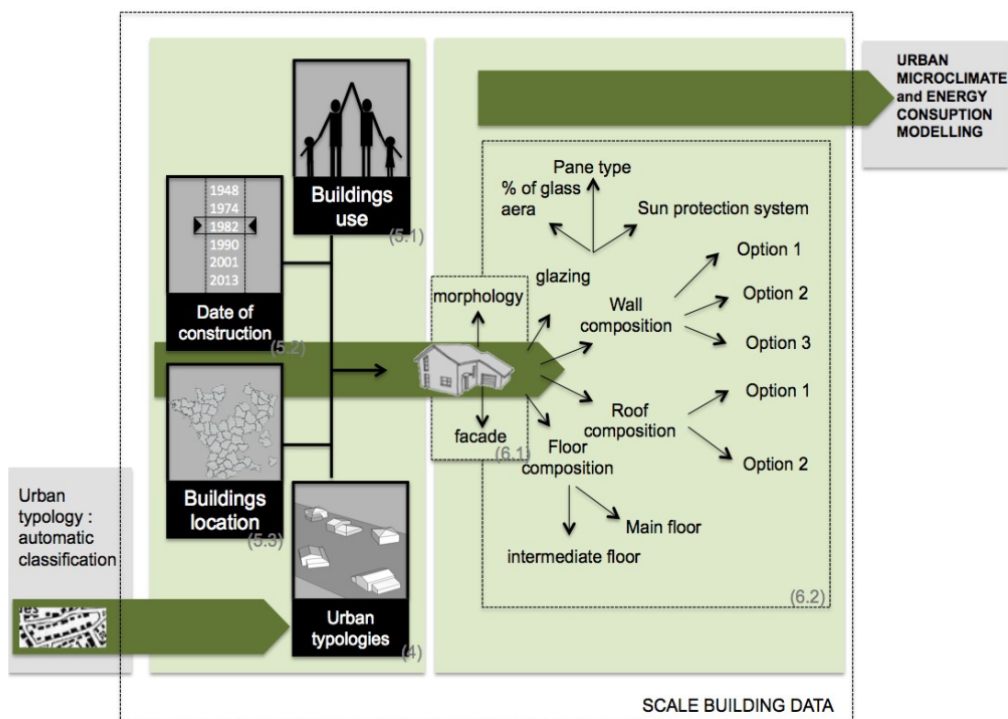 URBAN
MICROCLIMATE
and ENERGY
CONSUPTION
MODELLING
Buildings
use
(5.1)
1948
1974
1982
1990
2001
2013
Date of
construction
(5.2)
Buildings
location
(5.3)
Urban
typologies
(4)
Urban
typology :
automatic
classification
morphology
facade
(6.1)
Pane type
% of glass
aera
Sun protection system
glazing
Wall
composition
Option 1
Option 2
Option 3
Roof
composition
Option 1
Option 2
Floor
composition
Main floor
intermediate floor
(6.2)
SCALE BUILDING DATA